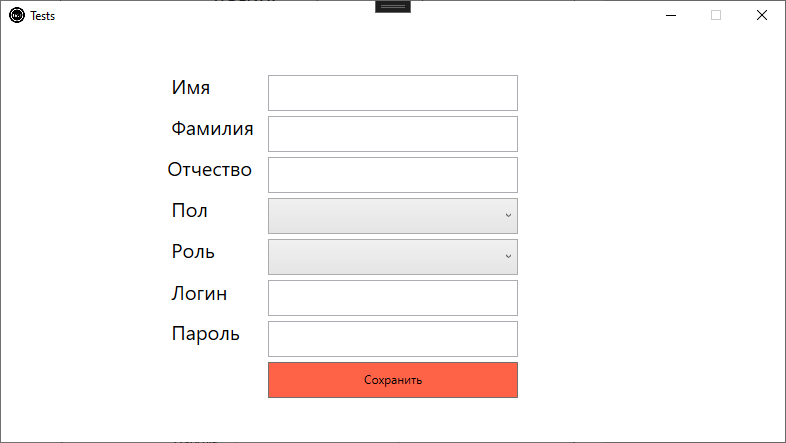 Tests
Имя
Фамилия
Отчество
Пол
Роль
Логин
Пароль
Сохранить